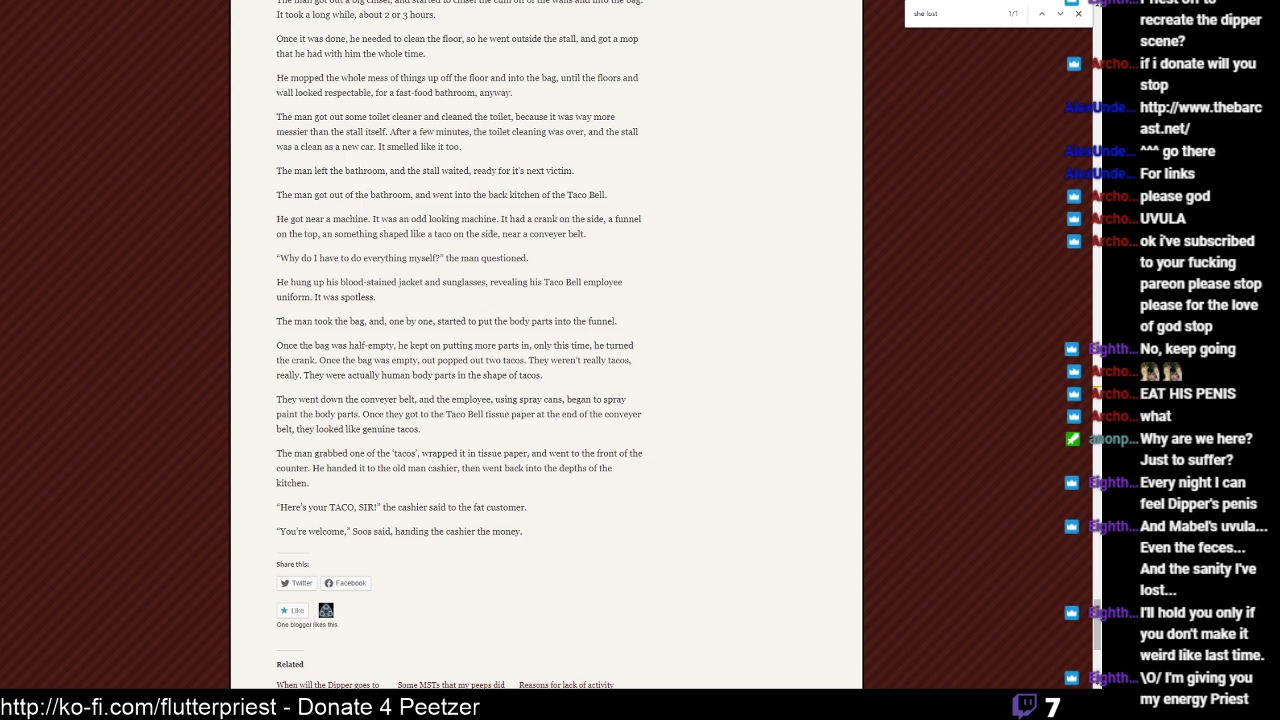 The man got out a big chisel, and started to chisel the cum off of the walls and into the bag.
It took a long while, about 2 or 3 hours.
Once it was done, he needed to clean the floor, so he went outside the stall, and got a mop
that he had with him the whole time.
He mopped the whole mess of things up off the floor and into the bag, until the floors and
wall looked respectable, for a fast-food bathroom, anyway.
The man got out some toilet cleaner and cleaned the toilet, because it was way more
messier than the stall itself. After a few minutes, the toilet cleaning was over, and the stall
was a clean as a new car. It smelled like it too.
The man left the bathroom, and the stall waited, ready for it's next victim.
The man got out of the bathroom, and went into the back kitchen of the Taco Bell.
He got near a machine. It was an odd looking machine. It had a crank on the side, a funnel
on the top, an something shaped like a taco on the side, near a conveyer belt.
“Why do I have to do everything myself?” the man questioned.
He hung up his blood-stained jacket and sunglasses, revealing his Taco Bell employee
uniform. It was spotless.
The man took the bag, and, one by one, started to put the body parts into the funnel.
Once the bag was half-empty, he kept on putting more parts in, only this time, he turned
the crank. Once the bag was empty, out popped out two tacos. They weren't really tacos,
really. They were actually human body parts in the shape of tacos.
They went down the conveyer belt, and the employee, using spray cans, began to spray
paint the body parts. Once they got to the Taco Bell tissue paper at the end of the conveyer
belt, they looked like genuine tacos.
The man grabbed one of the ‘tacos’, wrapped it in tissue paper, and went to the front of the
counter. He handed it to the old man cashier, then went back into the depths of the
kitchen.
“Here's your TACO, SIR!” the cashier said to the fat customer.
“You're welcome,” Soos said, handing the cashier the money.
Share this:
Twitter Facebook
Like
One blogger likes this.
Related
When will the Dipper goes to Some MSTs that my peeps did Reasons for lack of activity
she lost 1/1
Priest off to
recreate the dipper
scene?
Archo... if i donate will you
stop
AlexUnde... http://www.thebarc
ast.net/
AlexUnde... ^^^ go there
AlexUnde... For links
Archo... please god
Archo... UVULA
Archo... ok i've subscribed
to your fucking
pareon please stop
please for the love
of god stop
Eighth... No, keep going
Archo...
Archo... EAT HIS PENIS
Archo... what
anonp... Why are we here?
Just to suffer?
Eighth... Every night I can
feel Dipper's penis
Eighth... And Mabel's uvula...
Even the feces...
And the sanity I've
lost...
Eighth... I'll hold you only if
you don't make it
weird like last time.
Eighth... \O/ I'm giving you
my energy Priest
http://ko-fi.com/flutterpriest - Donate 4 Peetzer
7